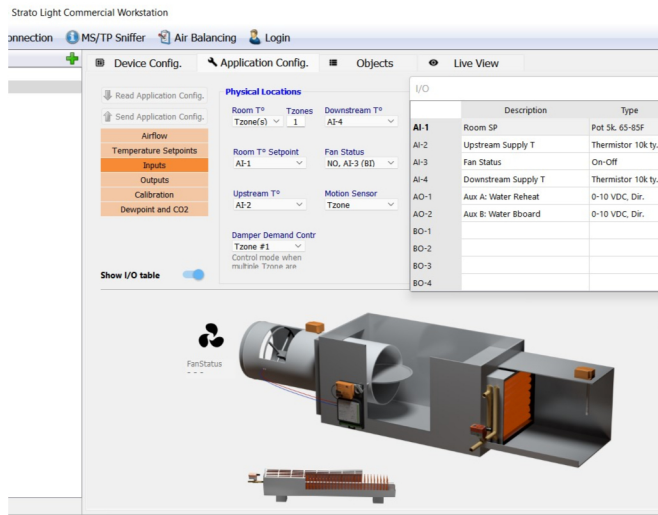 Strato Light Commercial Workstation
onnection MS/TP Sniffer Air Balancing Login
Device Config. Application Config. Objects Live View
Read Application Config.
Send Application Config.
Airflow
Temperature Setpoints
Inputs
Outputs
Calibration
Dewpoint and CO2
Show I/O table
Physical Locations
Room Tº Tzones Downstream Tº
Tzone(s) 1 AI-4
Room Tº Setpoint Fan Status
AI-1 NO, AI-3 (BI)
Upstream Tº Motion Sensor
AI-2 Tzone
Damper Demand Contr
Tzone #1
Control mode when
multiple Tzone are
I/O
Description Type
AI-1 Room SP Pot 5k. 65-85F
AI-2 Upstream Supply T Thermistor 10k ty.
AI-3 Fan Status On-Off
AI-4 Downstream Supply T Thermistor 10k ty.
AO-1 Aux A: Water Reheat 0-10 VDC, Dir.
AO-2 Aux B: Water Bboard 0-10 VDC, Dir.
BO-1
BO-2
BO-3
BO-4
FanStatus
- - -